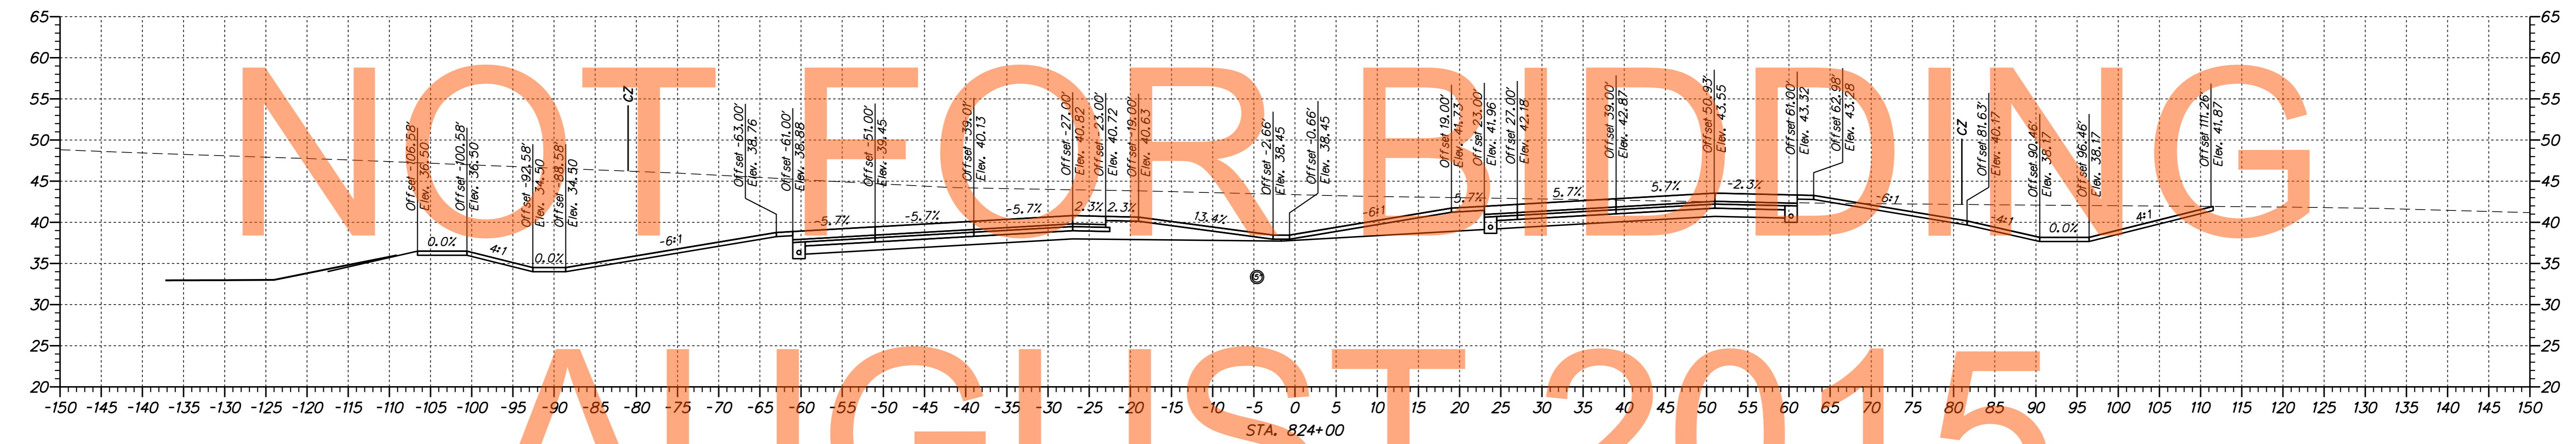 65
60
55
50
45
40
35
30
25
20
65
60
55
50
45
40
35
30
25
20
NOT FOR BIDDING
AUGUST 2015
Offset -106.58'
Elev. 36.50
Offset -100.58'
Elev. 36.50
Offset -92.58'
Elev. 34.50
Offset -88.58'
Elev. 34.50
CZ
Offset -63.00'
Elev. 38.76
Offset -61.00'
Elev. 38.88
Offset -51.00'
Elev. 39.45
Offset -39.01'
Elev. 40.13
Offset -27.00'
Elev. 40.82
Offset -23.00'
Elev. 40.72
Offset -19.00'
Elev. 40.63
Offset -2.66'
Elev. 38.45
Offset -0.66'
Elev. 38.45
Offset 19.00'
Elev. 41.73
Offset 23.00'
Elev. 41.96
Offset 27.00'
Elev. 42.18
Offset 39.00'
Elev. 42.87
Offset 50.93'
Elev. 43.55
Offset 61.00'
Elev. 43.32
Offset 62.98'
Elev. 43.28
CZ
Offset 81.63'
Elev. 40.17
Offset 90.46'
Elev. 38.17
Offset 96.46'
Elev. 38.17
Offset 111.26'
Elev. 41.87
0.0% 4:1 0.0% -6:1 -5.7% -5.7% -5.7% 2.3% 2.3% 13.4% -6:1 5.7% 5.7% 5.7% -2.3% -6:1 -4:1 0.0% 4:1
5
-150 -145 -140 -135 -130 -125 -120 -115 -110 -105 -100 -95 -90 -85 -80 -75 -70 -65 -60 -55 -50 -45 -40 -35 -30 -25 -20 -15 -10 -5 0 5 10 15 20 25 30 35 40 45 50 55 60 65 70 75 80 85 90 95 100 105 110 115 120 125 130 135 140 145 150
STA. 824+00